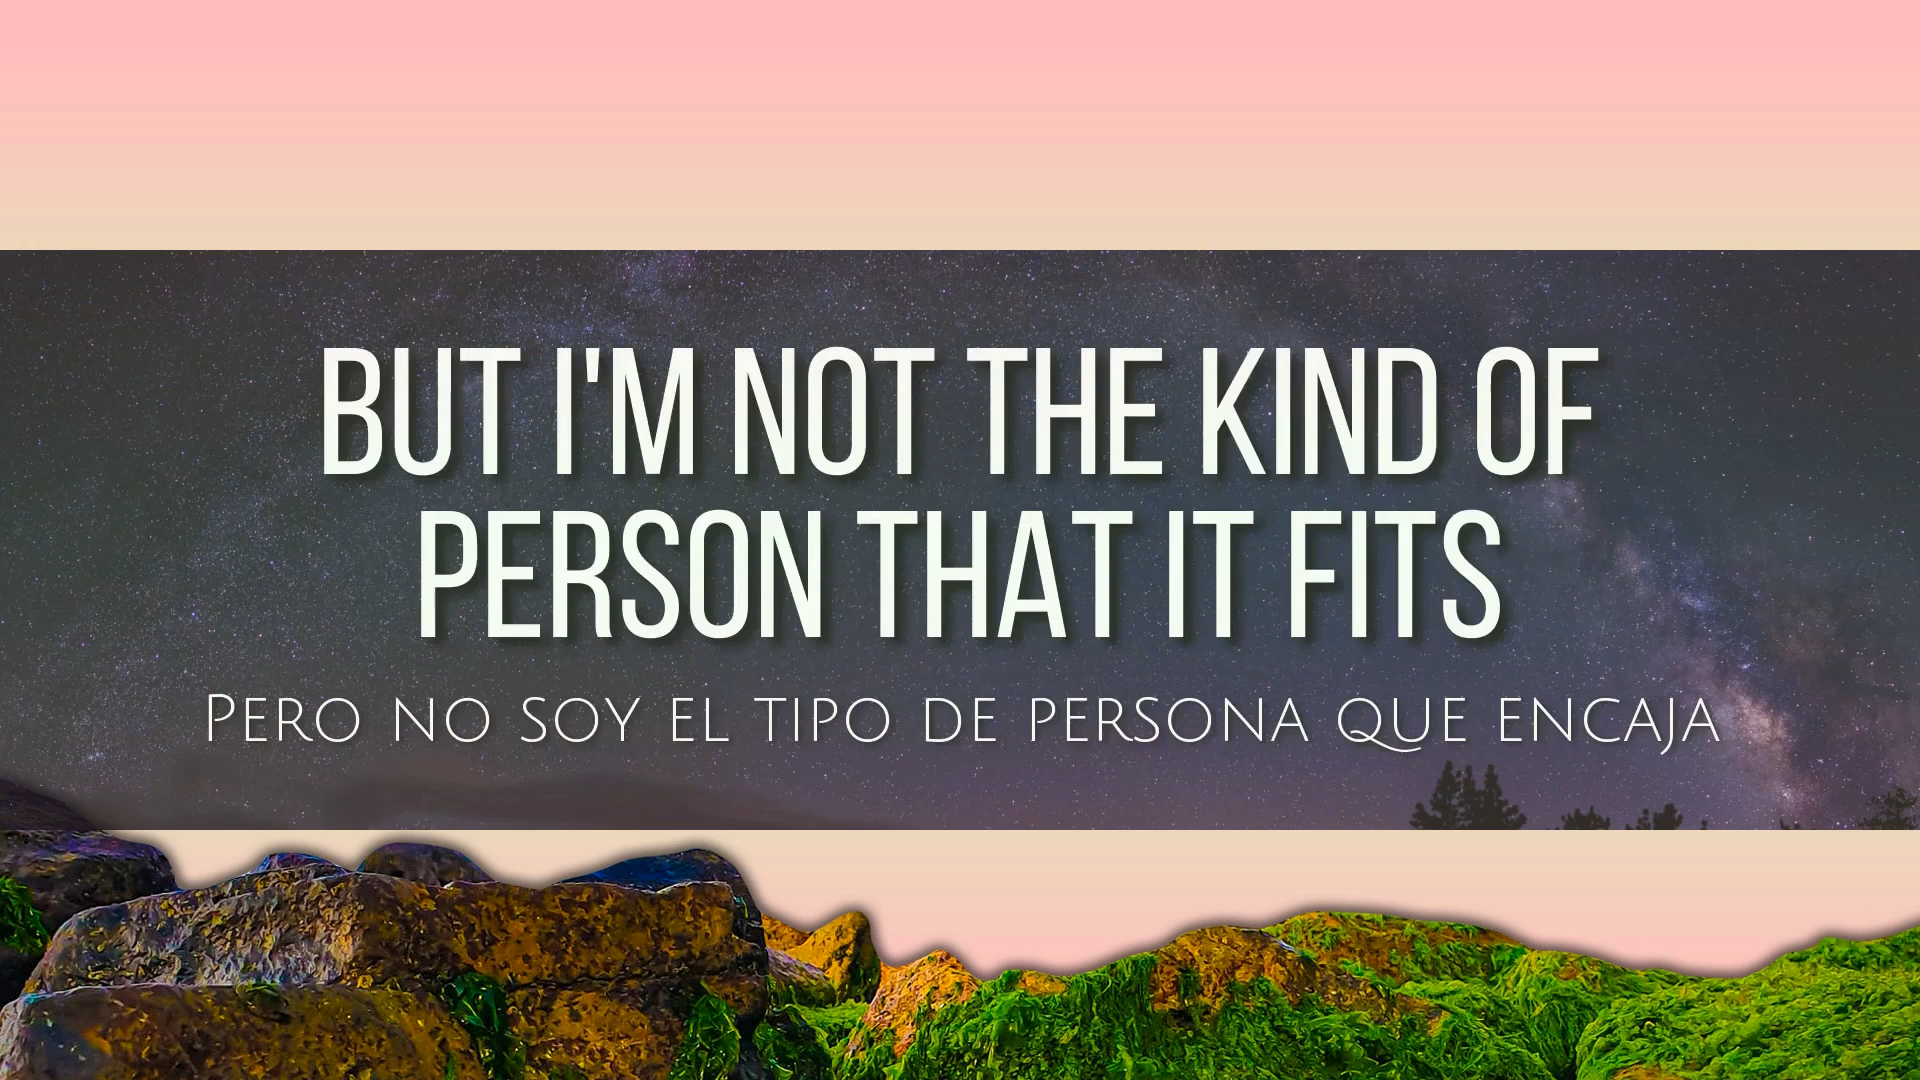 BUT I'M NOT THE KIND OF
PERSON THAT IT FITS
Pero no soy el tipo de persona que encaja